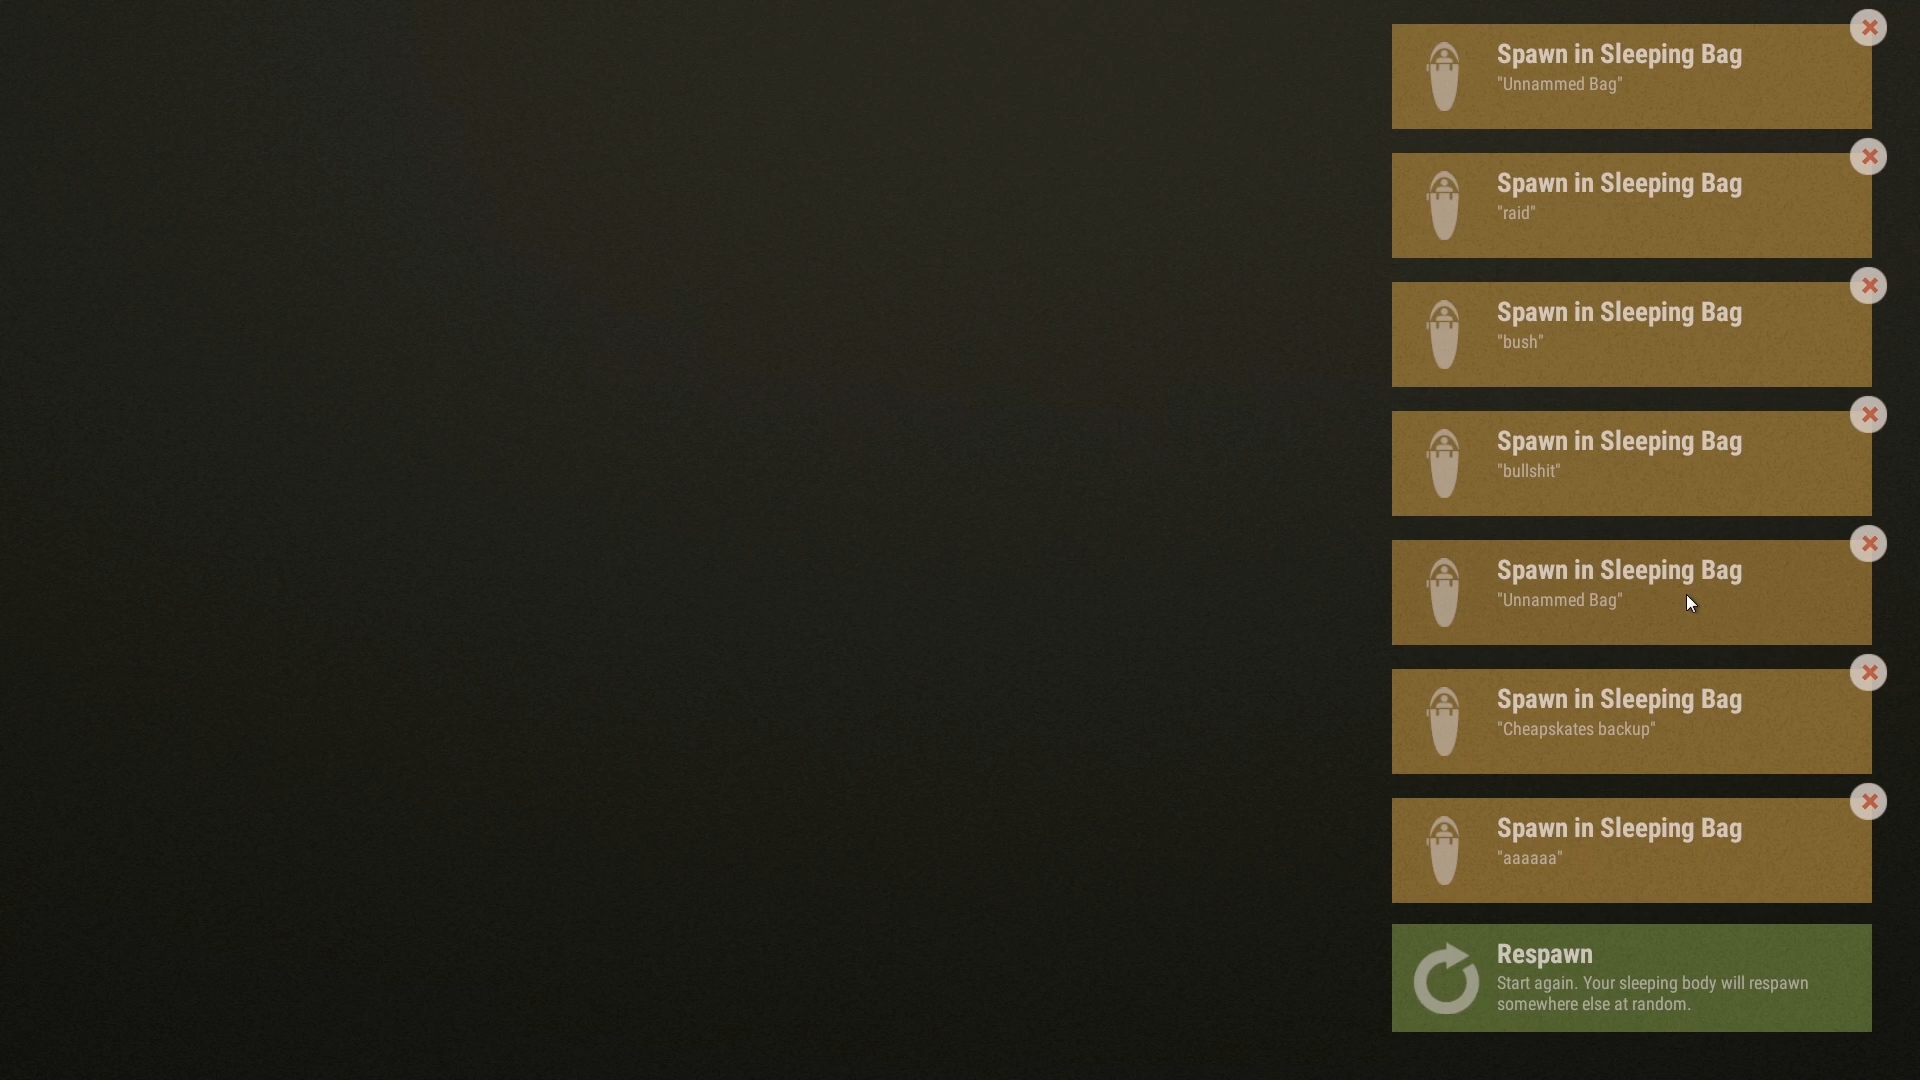 Spawn in Sleeping Bag
"Unnammed Bag"
Spawn in Sleeping Bag
"raid"
Spawn in Sleeping Bag
"bush"
Spawn in Sleeping Bag
"bullshit"
Spawn in Sleeping Bag
"Unnammed Bag"
Spawn in Sleeping Bag
"Cheapskates backup"
Spawn in Sleeping Bag
"aaaaaa"
Respawn
Start again. Your sleeping body will respawn
somewhere else at random.